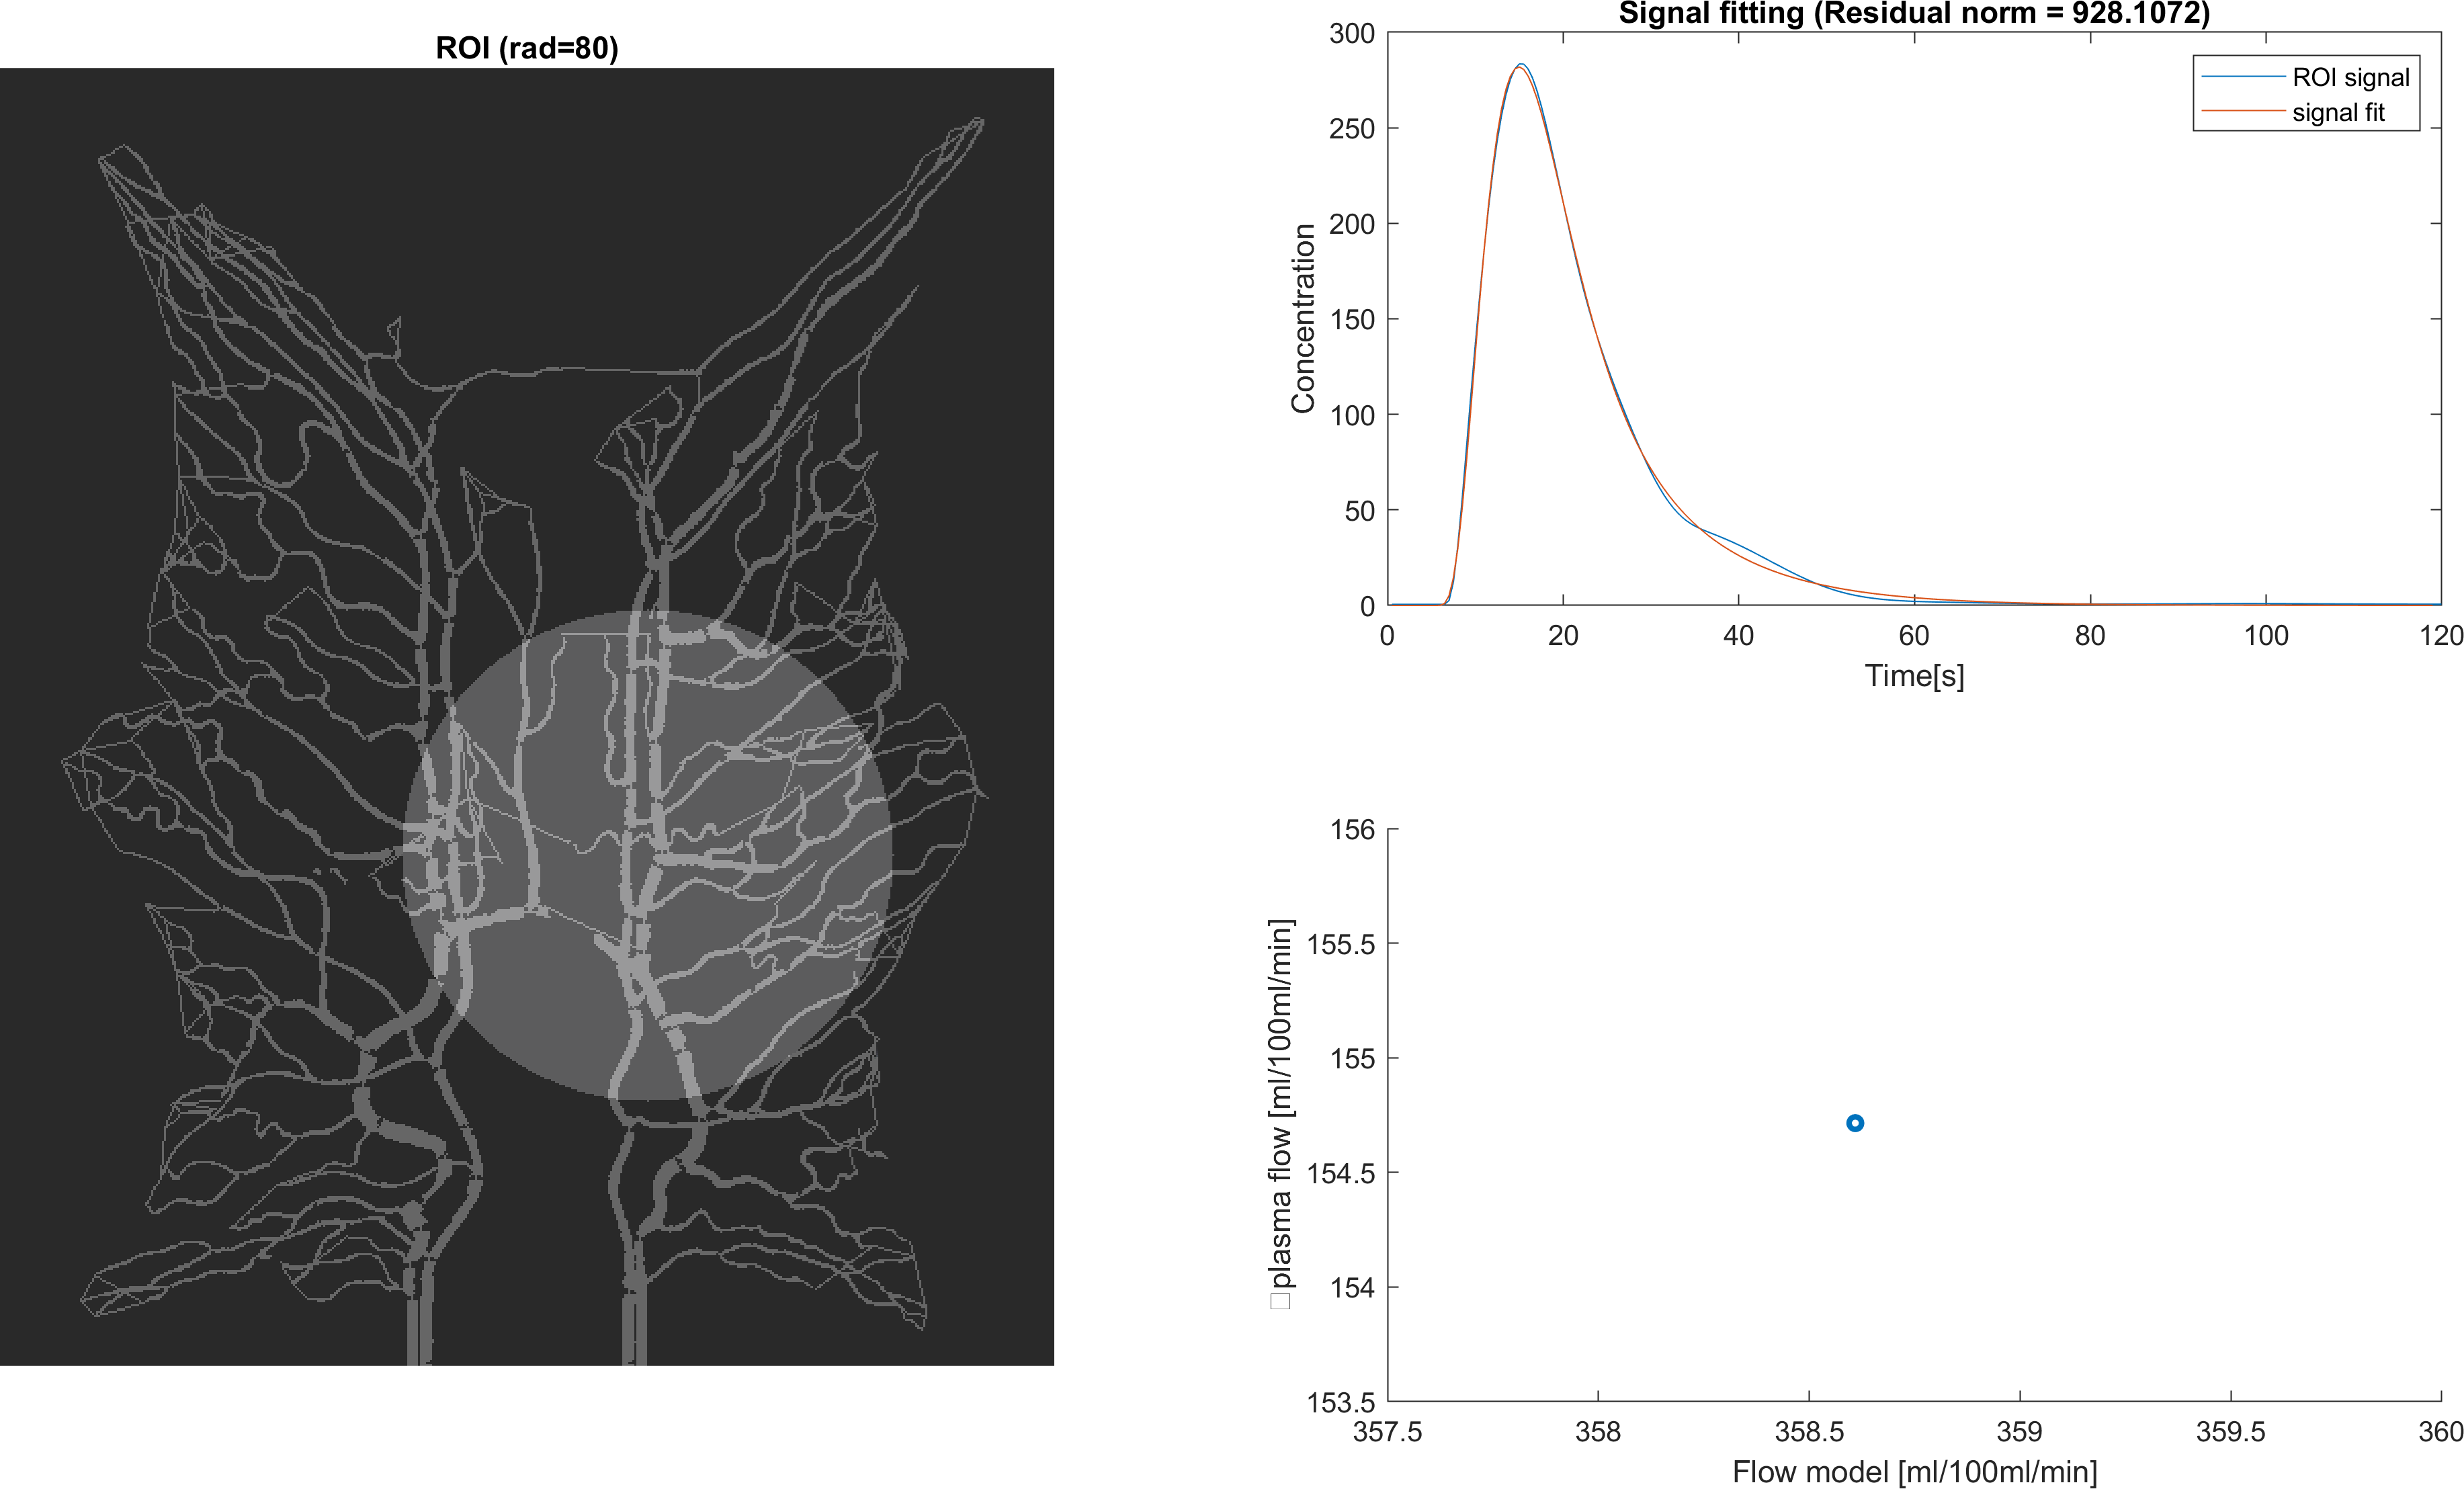 ROI (rad=80)
Signal fitting (Residual norm = 928.1072)
300
250
200
150
100
50
0
Concentration
ROI signal
signal fit
0 20 40 60 80 100 120
Time[s]
156
155.5
155
154.5
154
153.5
□plasma flow [ml/100ml/min]
357.5 358 358.5 359 359.5 360
Flow model [ml/100ml/min]